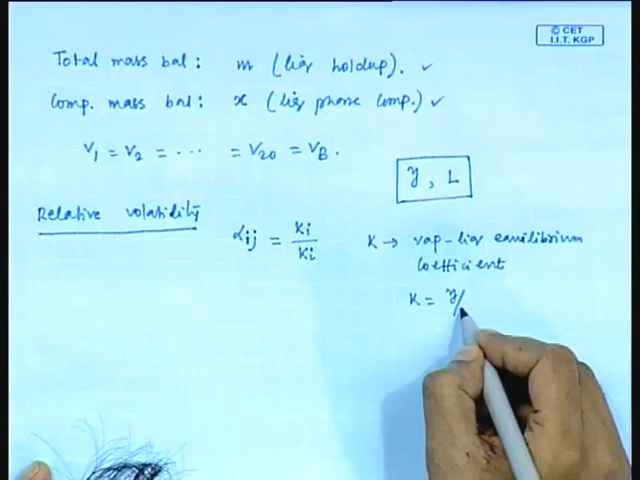 © CET
I.I.T. KGP
Total mass bal : m (liq holdup). ✓
Comp. mass bal : x (liq phase comp.) ✓
V1 = V2 = ... = V20 = VB.
y, L
Relative volatility
αij = ki / ki
K → vap-liq equilibrium
coefficient
K = y/